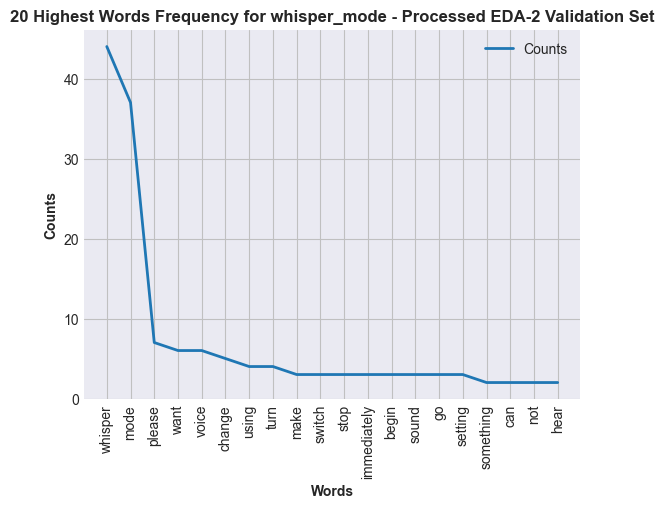 20 Highest Words Frequency for whisper_mode - Processed EDA-2 Validation Set
Counts
Counts
40
30
20
10
0
whisper
mode
please
want
voice
change
using
turn
make
switch
stop
immediately
begin
sound
go
setting
something
can
not
hear
Words